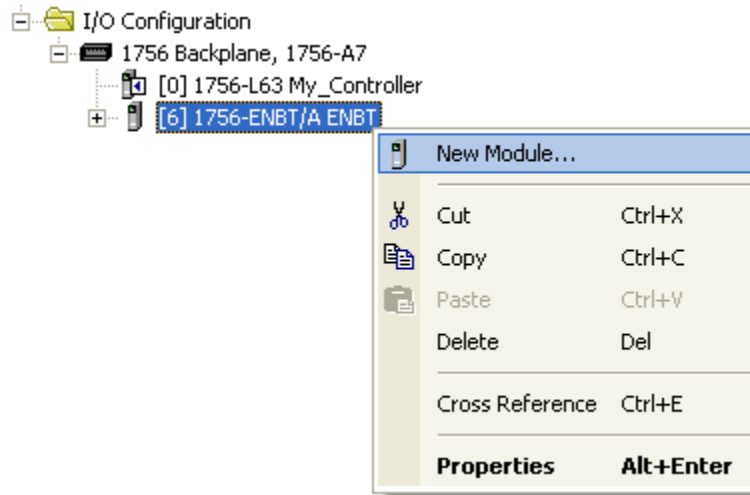 I/O Configuration
1756 Backplane, 1756-A7
[0] 1756-L63 My_Controller
[6] 1756-ENBT/A ENBT
New Module...
Cut Ctrl+X
Copy Ctrl+C
Paste Ctrl+V
Delete Del
Cross Reference Ctrl+E
Properties Alt+Enter